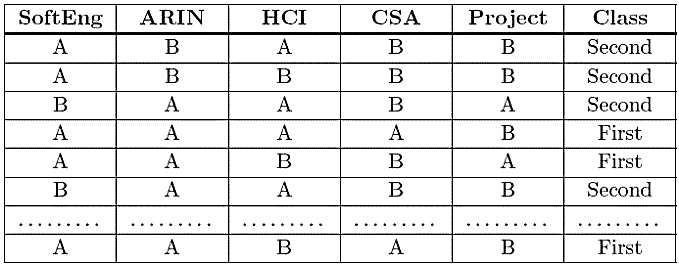 SoftEng ARIN HCI CSA Project Class
A B A B B Second
A B B B B Second
B A A B A Second
A A A A B First
A A B B A First
B A A B B Second
......... ......... ......... ......... ......... .........
A A B A B First